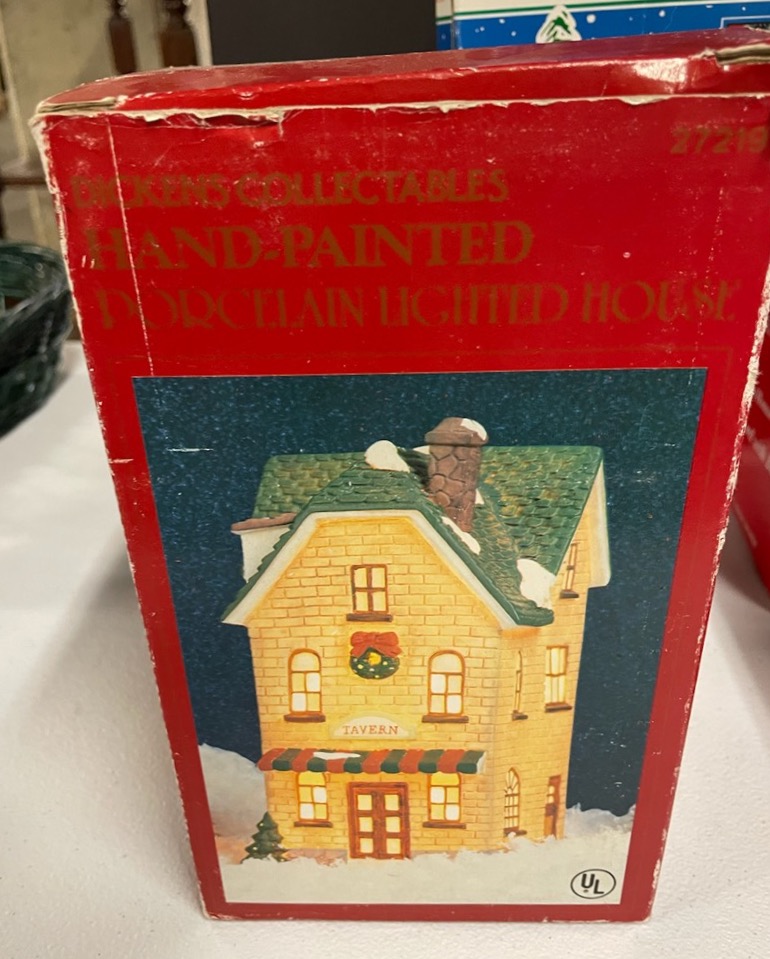 27219
DICKENS COLLECTABLES
HAND-PAINTED
PORCELAIN LIGHTED HOUSE
TAVERN
UL